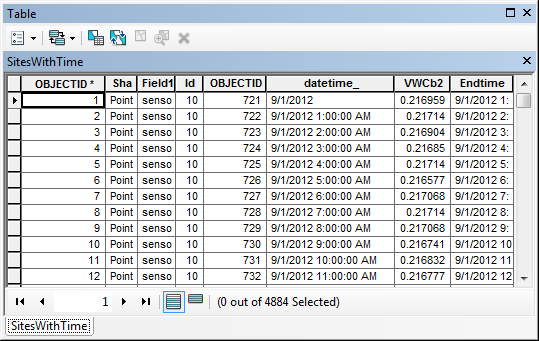 Table
SitesWithTime
OBJECTID * Sha Field1 Id OBJECTID datetime_ VWCb2 Endtime
1 Point senso 10 721 9/1/2012 0.216959 9/1/2012 1:
2 Point senso 10 722 9/1/2012 1:00:00 AM 0.21714 9/1/2012 2:
3 Point senso 10 723 9/1/2012 2:00:00 AM 0.216904 9/1/2012 3:
4 Point senso 10 724 9/1/2012 3:00:00 AM 0.21685 9/1/2012 4:
5 Point senso 10 725 9/1/2012 4:00:00 AM 0.21714 9/1/2012 5:
6 Point senso 10 726 9/1/2012 5:00:00 AM 0.216577 9/1/2012 6:
7 Point senso 10 727 9/1/2012 6:00:00 AM 0.217068 9/1/2012 7:
8 Point senso 10 728 9/1/2012 7:00:00 AM 0.21714 9/1/2012 8:
9 Point senso 10 729 9/1/2012 8:00:00 AM 0.217068 9/1/2012 9:
10 Point senso 10 730 9/1/2012 9:00:00 AM 0.216741 9/1/2012 10
11 Point senso 10 731 9/1/2012 10:00:00 AM 0.216832 9/1/2012 11
12 Point senso 10 732 9/1/2012 11:00:00 AM 0.216777 9/1/2012 12
1 (0 out of 4884 Selected)
SitesWithTime